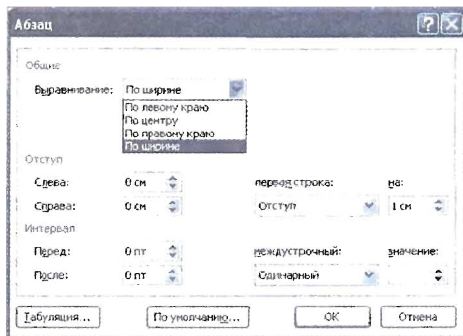 Абзац
Общие
Выравнивание: По ширине
По левому краю
По центру
По правому краю
По ширине
Отступ
Слева: 0 см первая строка: на:
Справа: 0 см Отступ 1 см
Интервал
Перед: 0 пт междустрочный: значение:
После: 0 пт Одинарный
Табуляция... По умолчанию... ОК Отмена